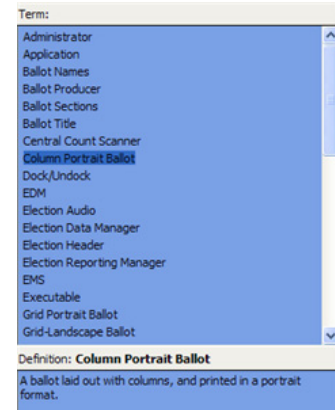 Term:
Administrator
Application
Ballot Names
Ballot Producer
Ballot Sections
Ballot Title
Central Count Scanner
Column Portrait Ballot
Dock/Undock
EDM
Election Audio
Election Data Manager
Election Header
Election Reporting Manager
EMS
Executable
Grid Portrait Ballot
Grid-Landscape Ballot
Definition: Column Portrait Ballot
A ballot laid out with columns, and printed in a portrait
format.